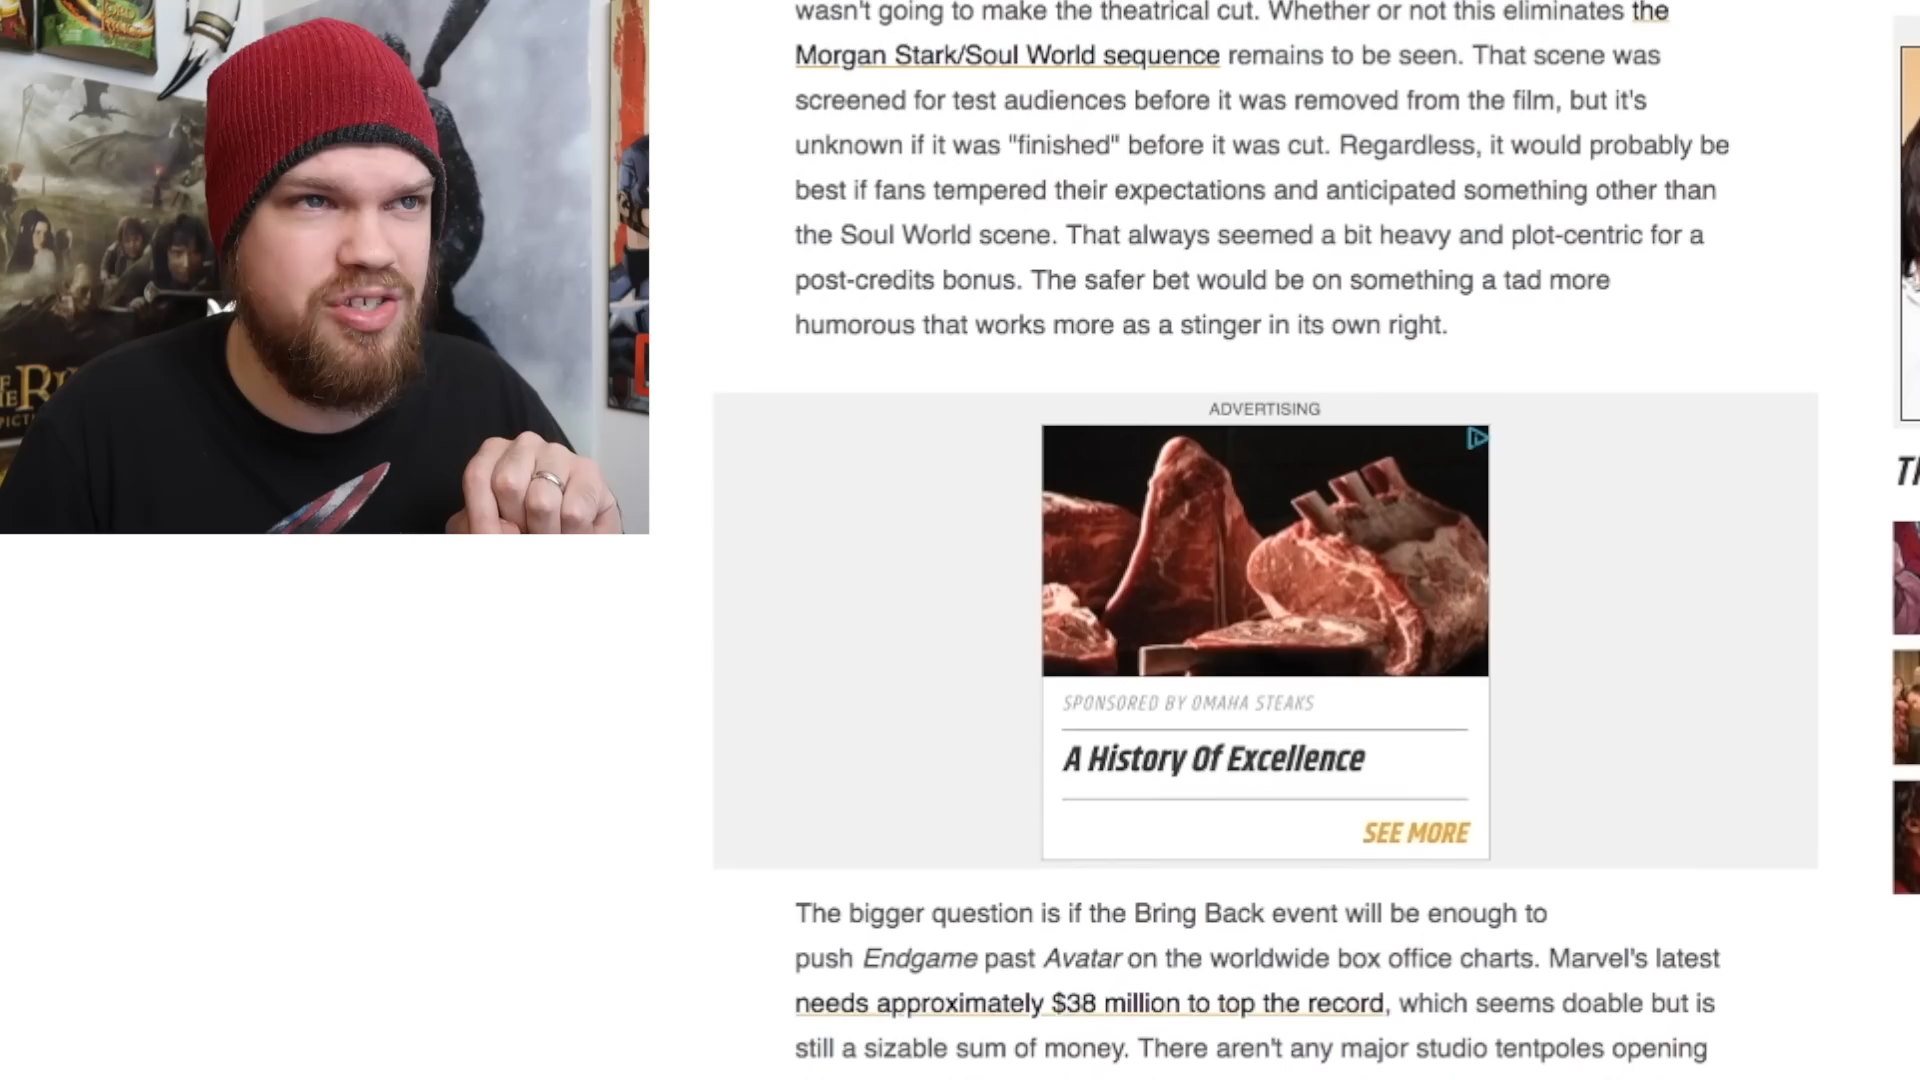 wasn't going to make the theatrical cut. Whether or not this eliminates the
Morgan Stark/Soul World sequence remains to be seen. That scene was
screened for test audiences before it was removed from the film, but it's
unknown if it was "finished" before it was cut. Regardless, it would probably be
best if fans tempered their expectations and anticipated something other than
the Soul World scene. That always seemed a bit heavy and plot-centric for a
post-credits bonus. The safer bet would be on something a tad more
humorous that works more as a stinger in its own right.
ADVERTISING
SPONSORED BY OMAHA STEAKS
A History Of Excellence
SEE MORE
The bigger question is if the Bring Back event will be enough to
push Endgame past Avatar on the worldwide box office charts. Marvel's latest
needs approximately $38 million to top the record, which seems doable but is
still a sizable sum of money. There aren't any major studio tentpoles opening